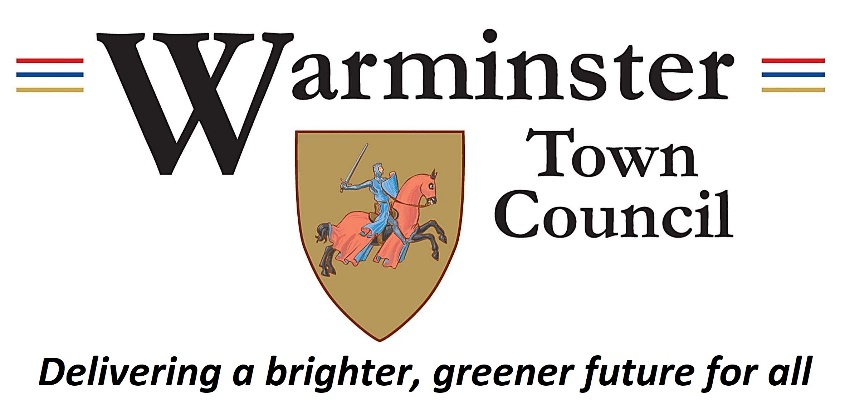 Warminster
Town
Council
Delivering a brighter, greener future for all